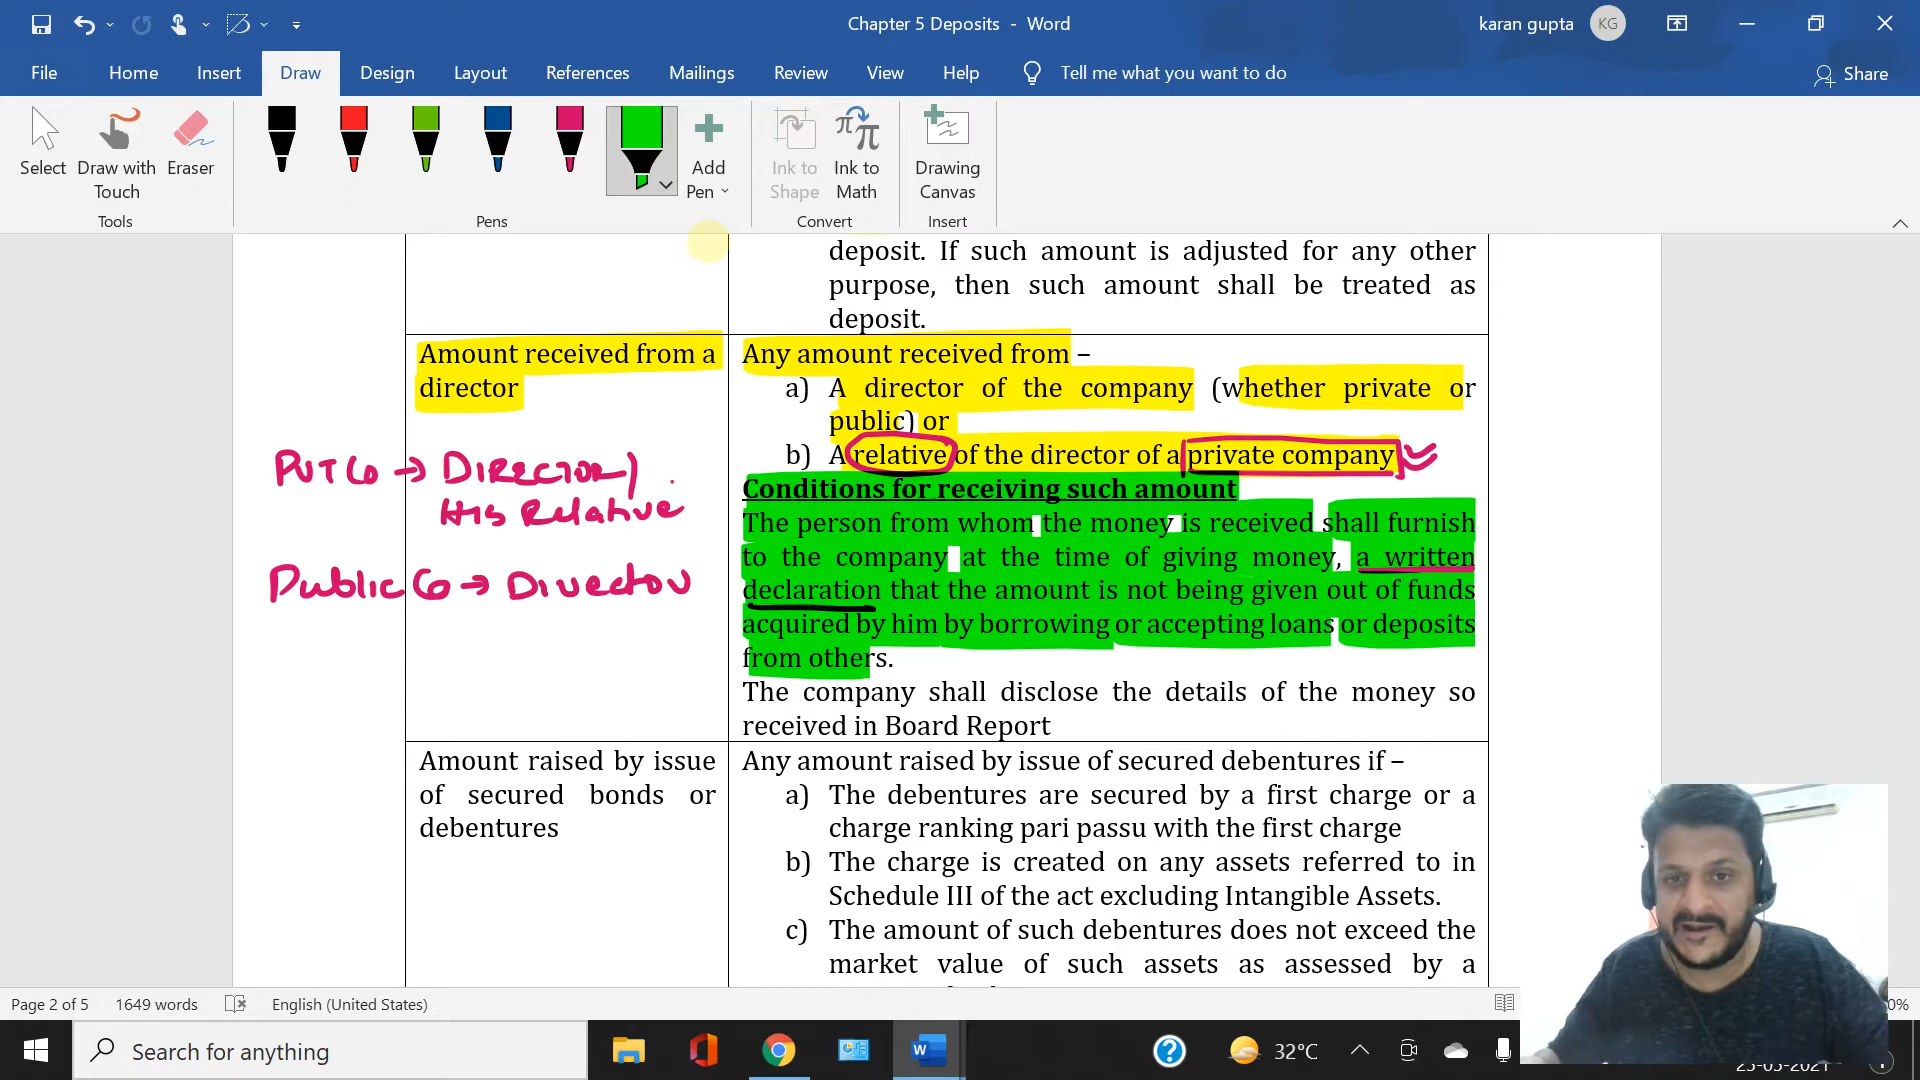 Chapter 5 Deposits - Word
karan gupta
KG
File
Home
Insert
Draw
Design
Layout
References
Mailings
Review
View
Help
Tell me what you want to do
Share
Select
Draw with
Touch
Eraser
Add
Pen
Ink to
Shape
Ink to
Math
Drawing
Canvas
Tools
Pens
Convert
Insert
deposit. If such amount is adjusted for any other
purpose, then such amount shall be treated as
deposit.
Amount received from a
director
Any amount received from –
a) A director of the company (whether private or
public) or
b) A relative of the director of a private company
PVT Co → DIRECTOR/
His Relative
Public Co → Director
Conditions for receiving such amount
The person from whom the money is received shall furnish
to the company at the time of giving money, a written
declaration that the amount is not being given out of funds
acquired by him by borrowing or accepting loans or deposits
from others.
The company shall disclose the details of the money so
received in Board Report
Amount raised by issue
of secured bonds or
debentures
Any amount raised by issue of secured debentures if –
a) The debentures are secured by a first charge or a
charge ranking pari passu with the first charge
b) The charge is created on any assets referred to in
Schedule III of the act excluding Intangible Assets.
c) The amount of such debentures does not exceed the
market value of such assets as assessed by a
Page 2 of 5
1649 words
English (United States)
0%
Search for anything
32°C